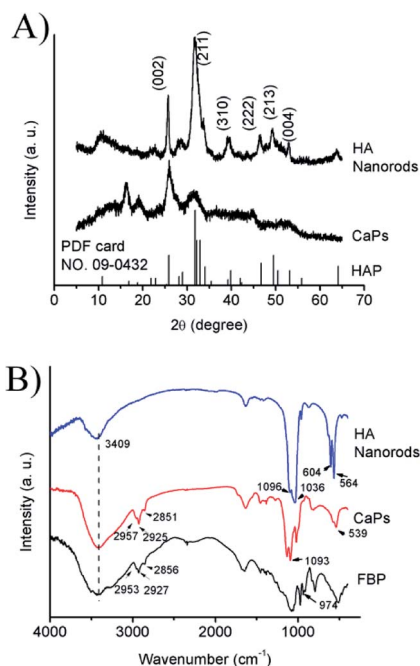 A)
(002)
(211)
(310)
(222)
(213)
(004)
HA
Nanorods
CaPs
PDF card
NO. 09-0432
HAP
Intensity (a. u.)
0 10 20 30 40 50 60 70
2θ (degree)
B)
3409
HA
Nanorods
604
564
1096
1036
2851
2957
2925
CaPs
539
1093
2856
2953
2927
FBP
974
Intensity (a. u.)
4000 3000 2000 1000
Wavenumber (cm⁻¹)